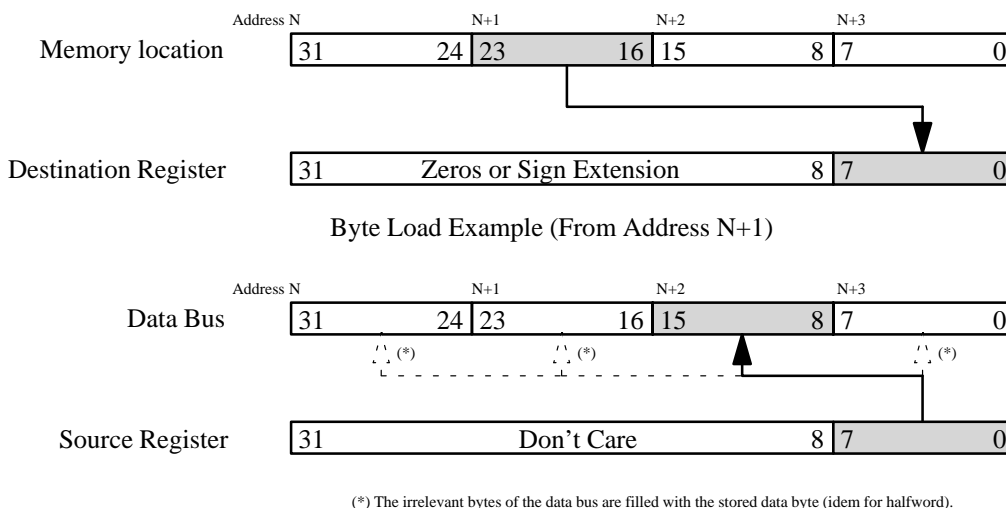 Address N N+1 N+2 N+3
Memory location 31 24 23 16 15 8 7 0
Destination Register 31 Zeros or Sign Extension 8 7 0
Byte Load Example (From Address N+1)
Address N N+1 N+2 N+3
Data Bus 31 24 23 16 15 8 7 0
(*) (*) (*)
Source Register 31 Don't Care 8 7 0
(*) The irrelevant bytes of the data bus are filled with the stored data byte (idem for halfword).